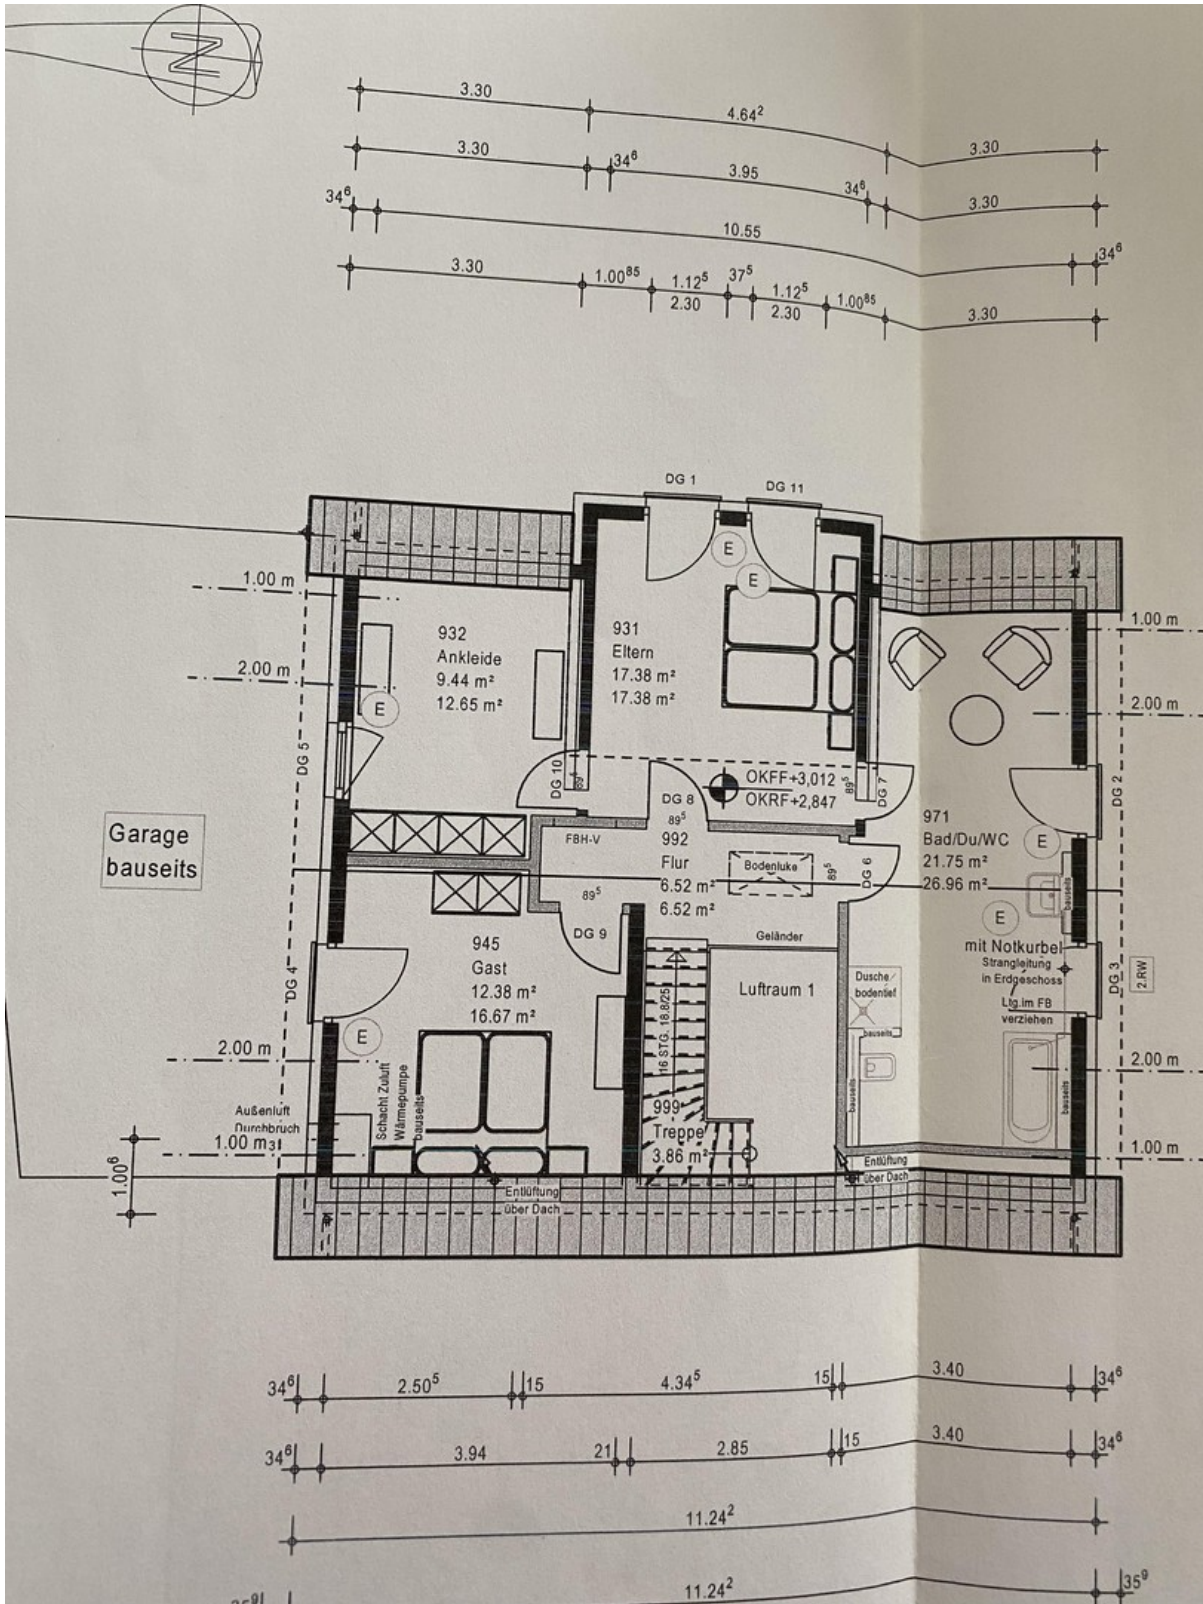 N
3.30
4.64²
3.30
3.30
34⁶
3.95
34⁶
3.30
34⁶
10.55
34⁶
3.30
1.00⁸⁵
1.12⁵
37⁵
1.12⁵
1.00⁸⁵
3.30
2.30
2.30
DG 1
DG 11
E
E
1.00 m
1.00 m
932
Ankleide
9.44 m²
12.65 m²
931
Eltern
17.38 m²
17.38 m²
2.00 m
2.00 m
E
DG 5
DG 10
89⁵
OKFF+3,012
OKRF+2,847
89⁵
DG 7
DG 2
DG 8
89⁵
Garage
bauseits
FBH-V
992
Flur
6.52 m²
6.52 m²
Bodenluke
89⁵
DG 6
971
Bad/Du/WC
21.75 m²
26.96 m²
E
bauseits
89⁵
DG 9
E
945
Gast
12.38 m²
16.67 m²
Geländer
Luftraum 1
mit Notkurbel
Strangleitung
in Erdgeschoss
Ltg.im FB
verziehen
DG 3
2.RW
DG 4
Dusche
bodentief
bauseits
16 STG. 18.8/25
E
2.00 m
2.00 m
Schacht Zuluft
Wärmepumpe
bauseits
bauseits
bauseits
Außenluft
Durchbruch
999
Treppe
3.86 m²
1.00 m
3
1.00 m
1.00⁶
Entlüftung
über Dach
Entlüftung
über Dach
34⁶
2.50⁵
15
4.34⁵
15
3.40
34⁶
34⁶
3.94
21
2.85
15
3.40
34⁶
11.24²
11.24²
35⁹